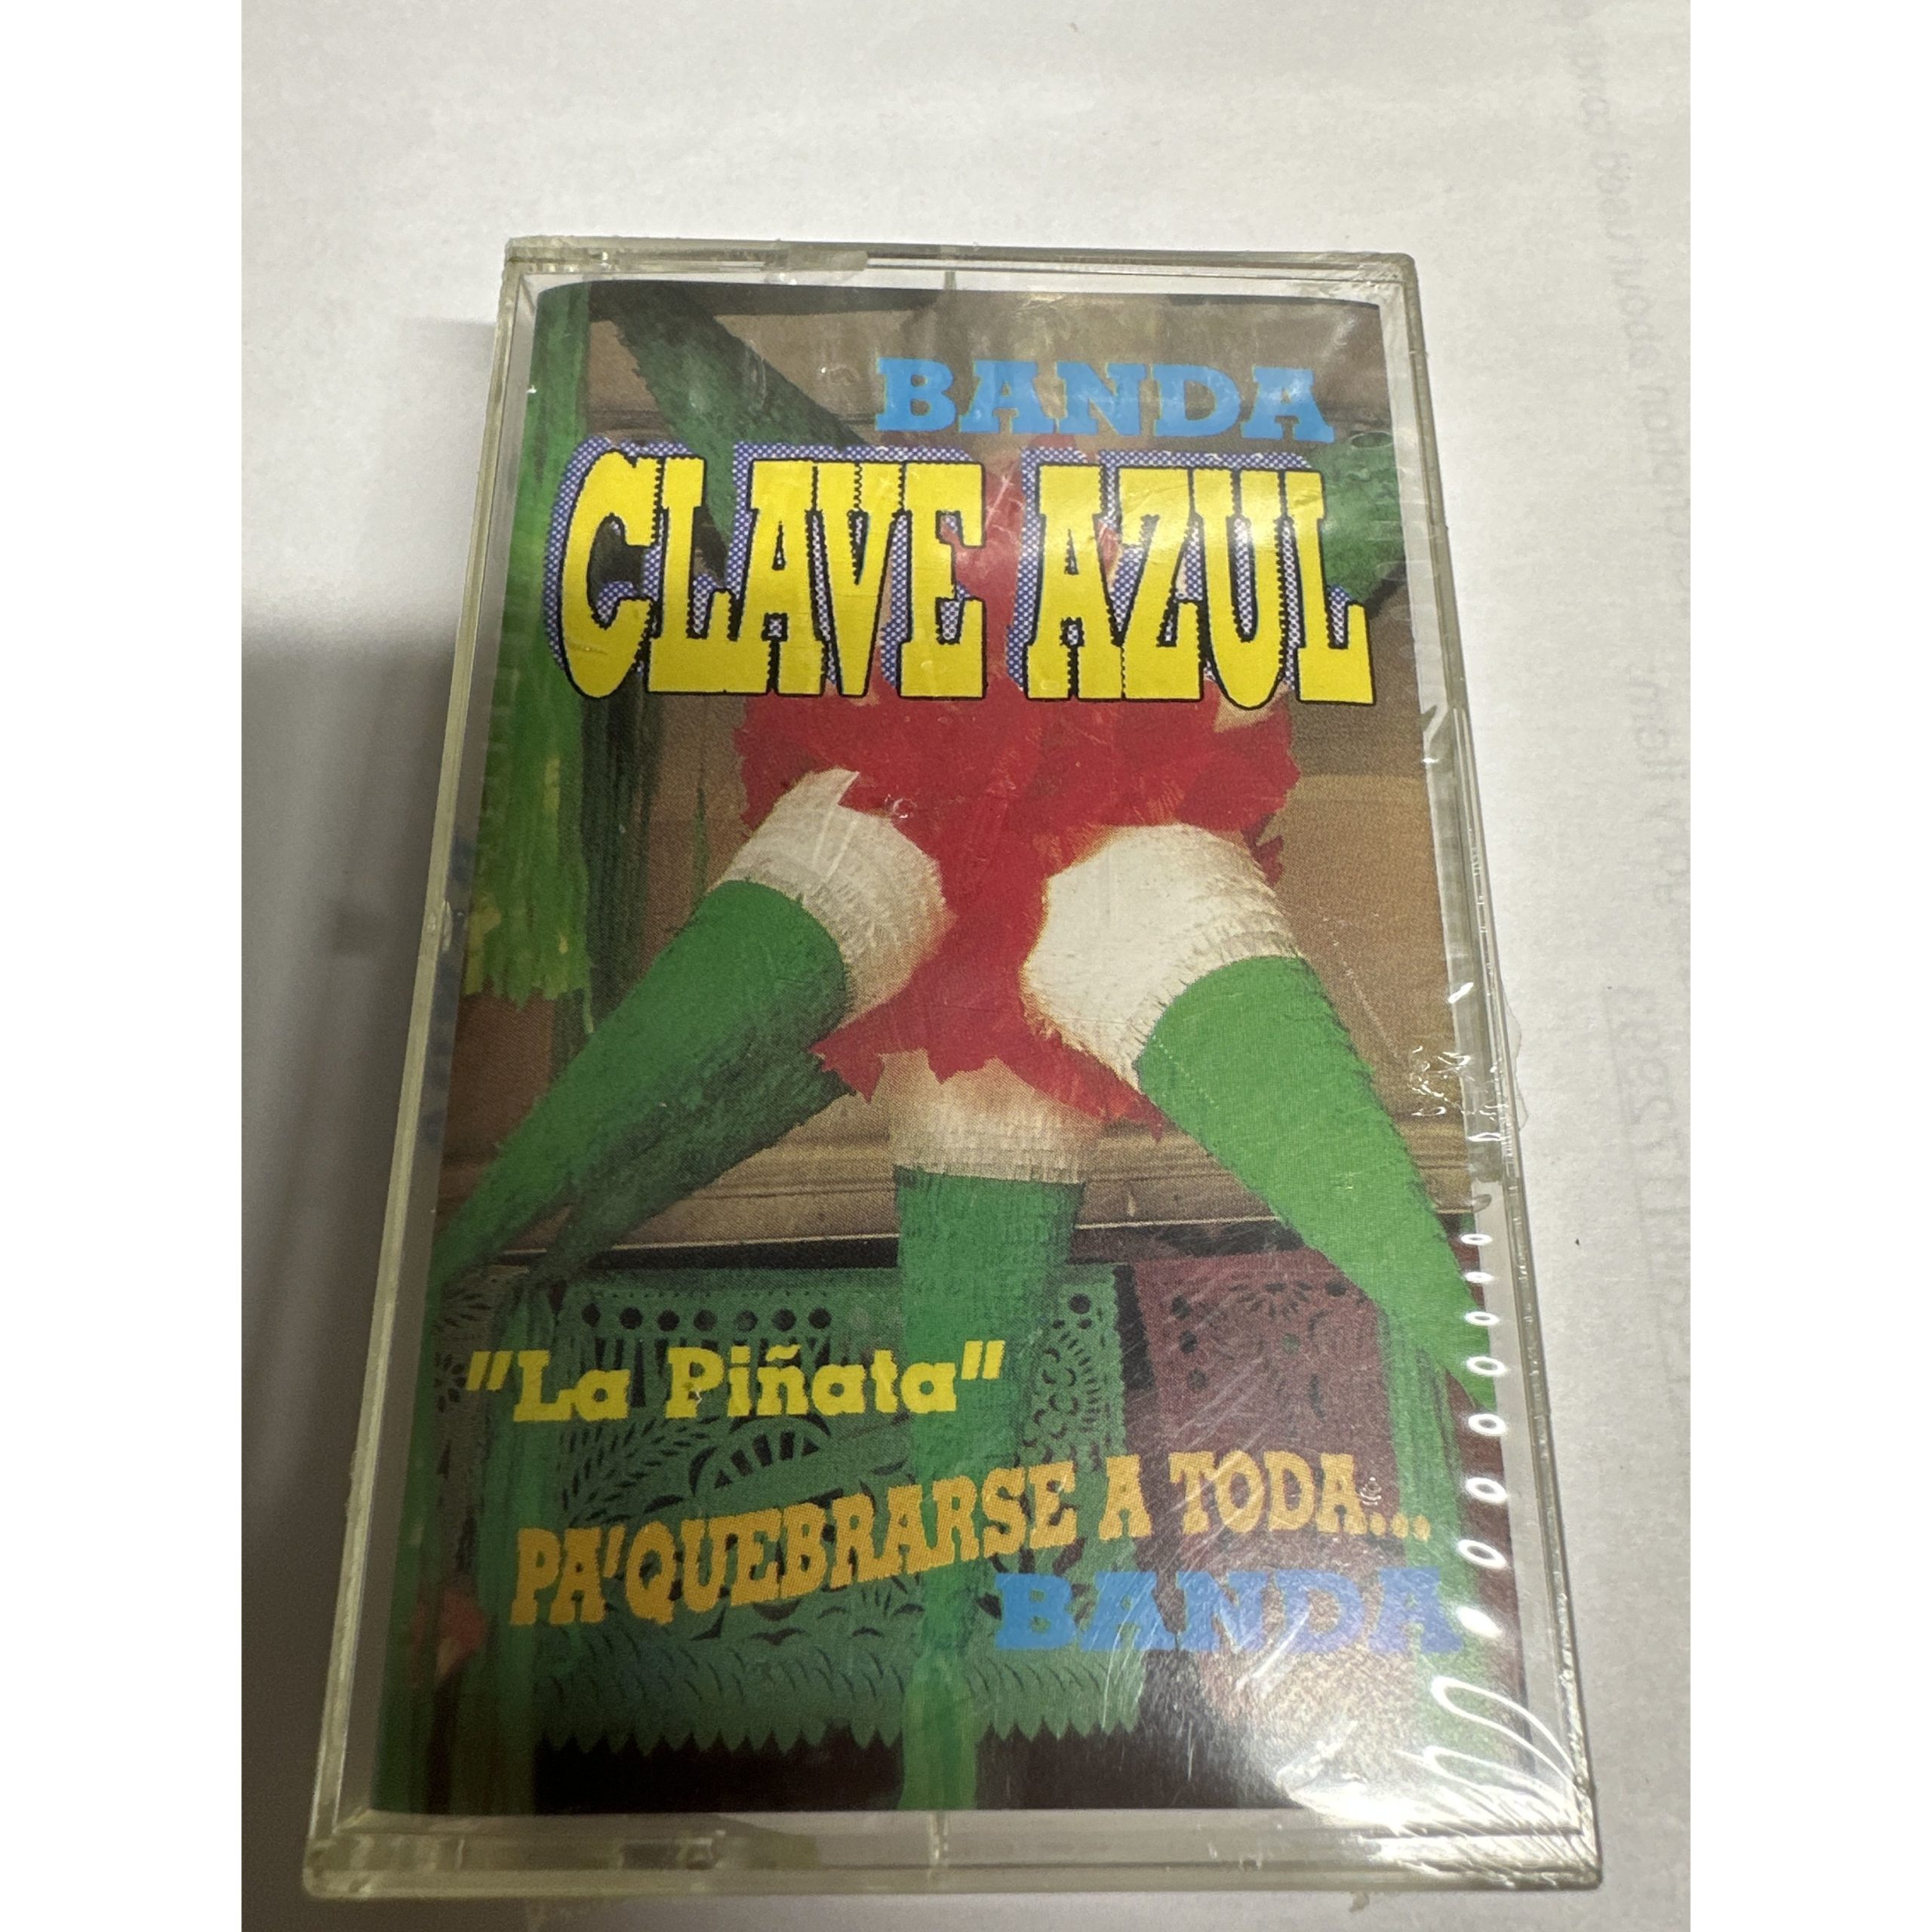 BANDA
CLAVE AZUL
"La Piñata"
PA'QUEBRARSE A TODA...
BANDA